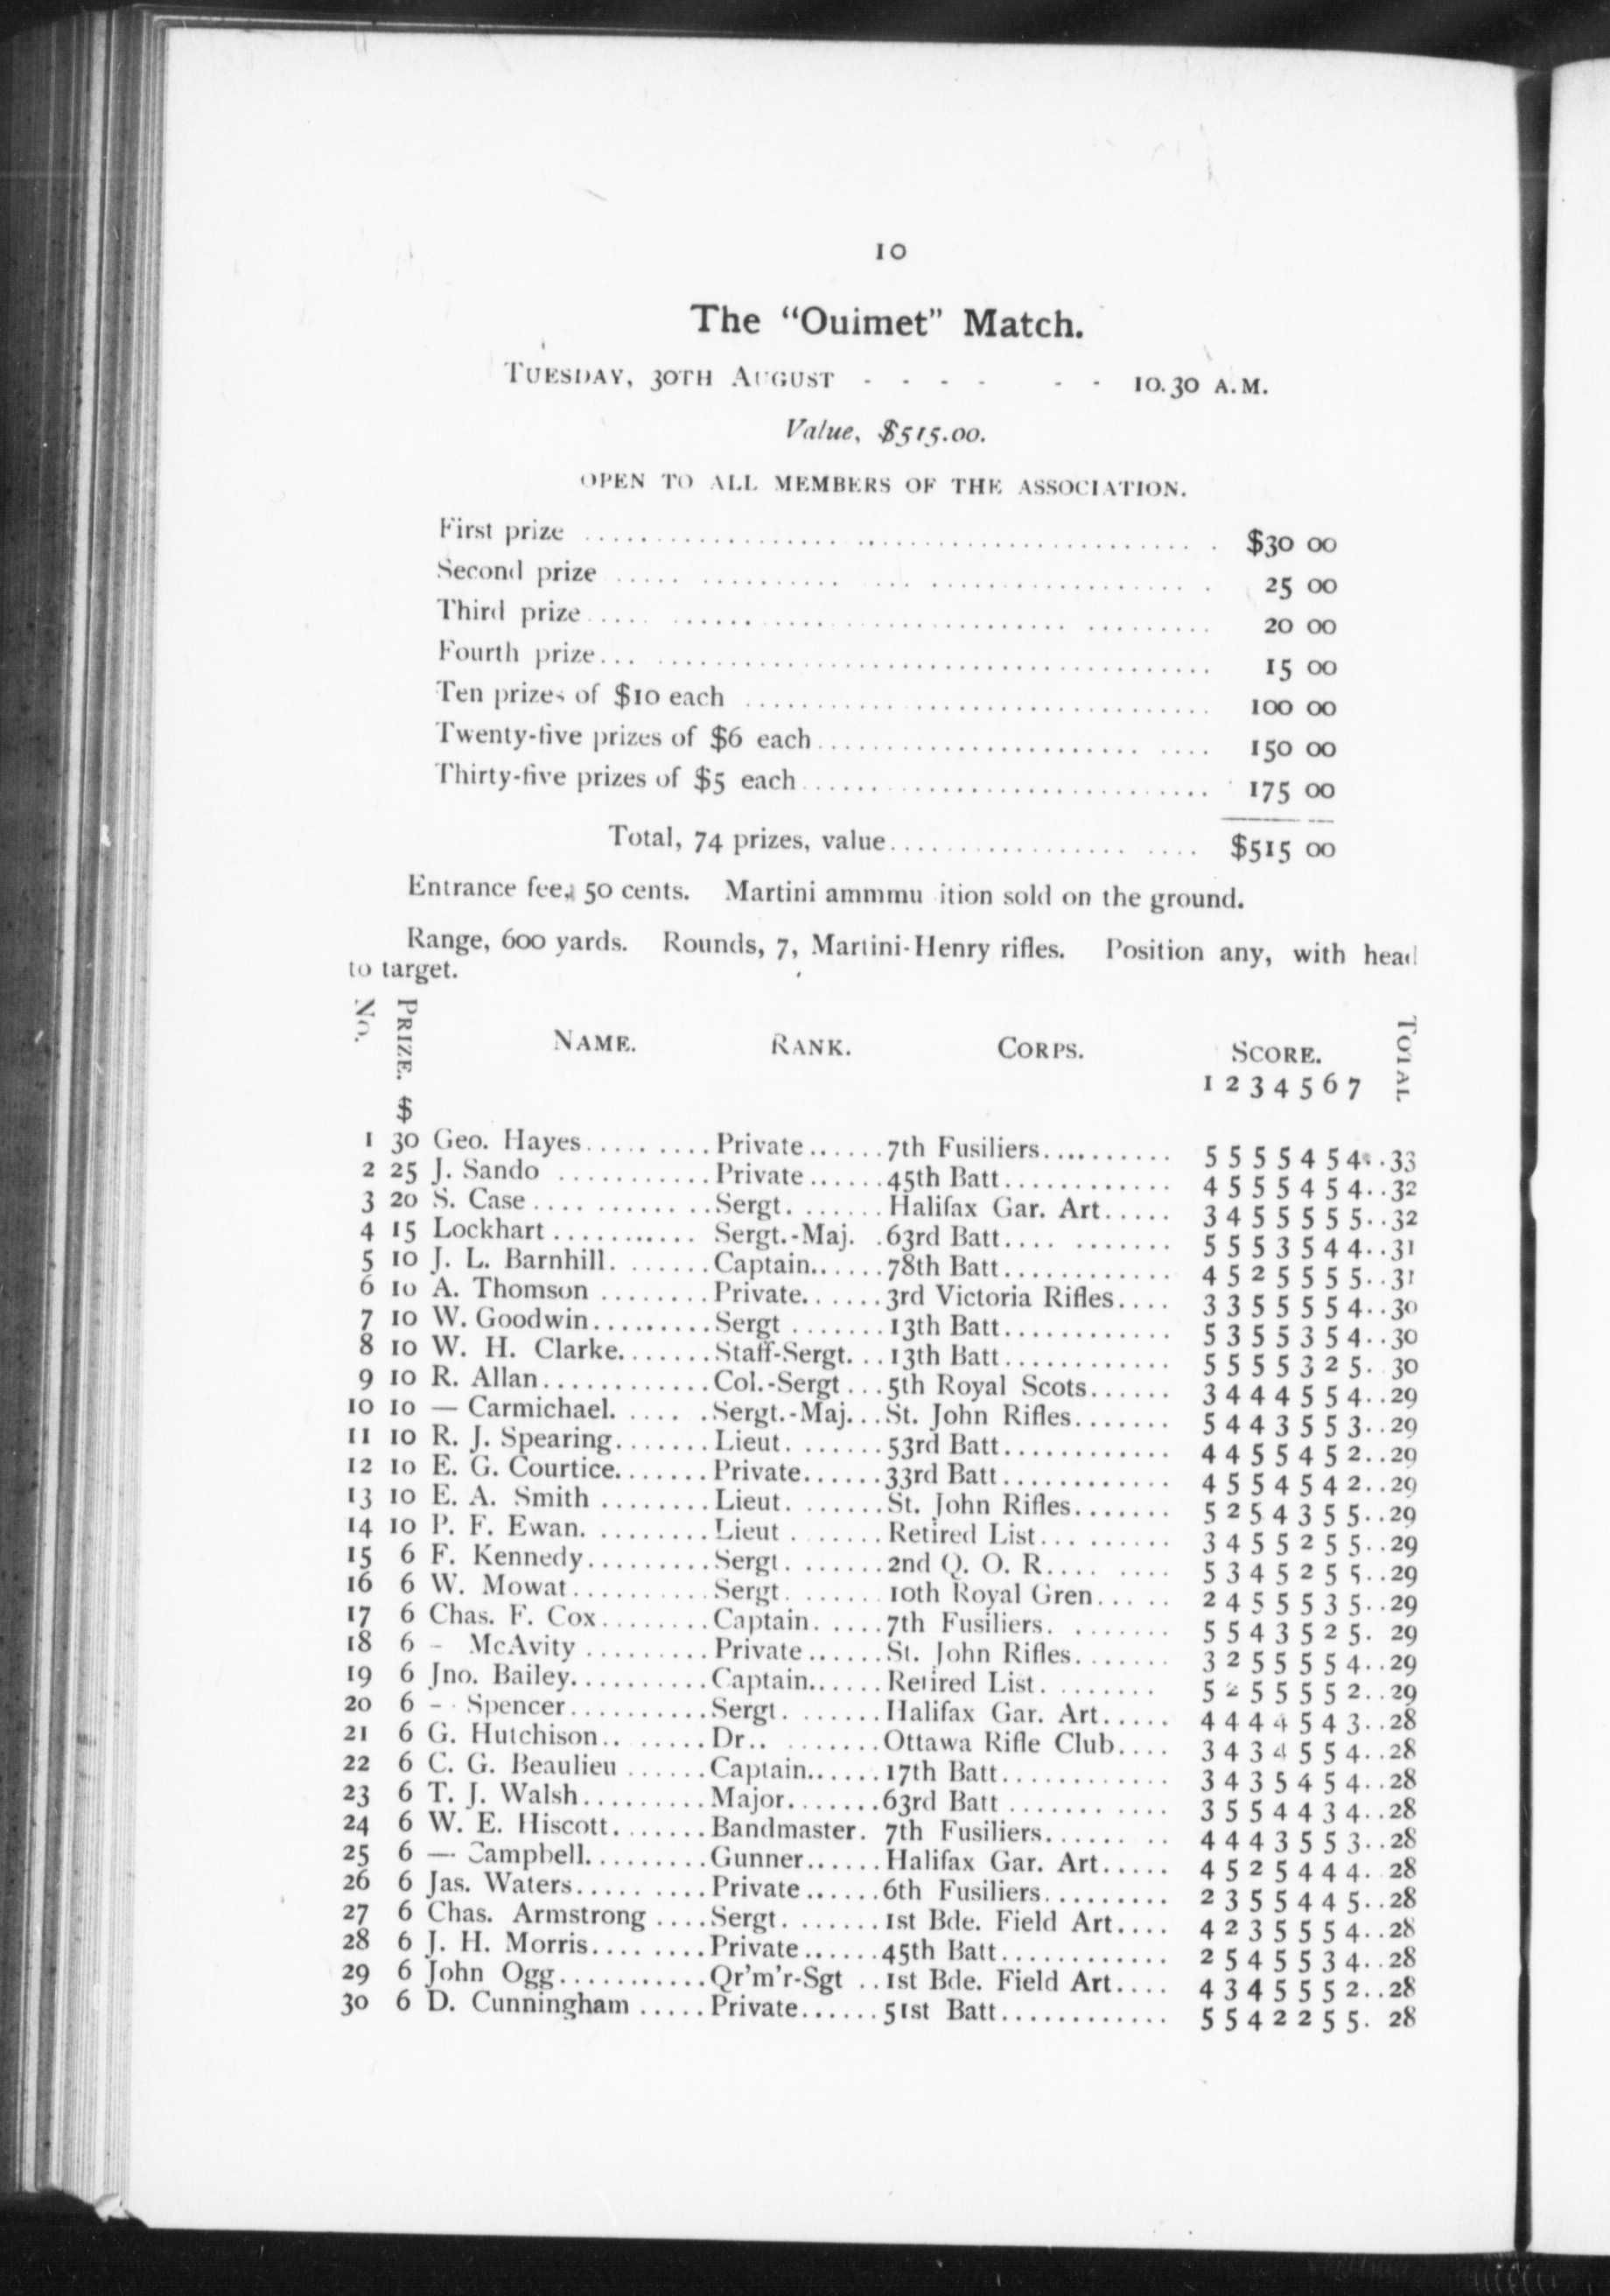 10
The "Ouimet" Match.
TUESDAY, 30TH AUGUST - - - - - - 10.30 A.M.
Value, $515.00.
OPEN TO ALL MEMBERS OF THE ASSOCIATION.
First prize $30 00
Second prize 25 00
Third prize 20 00
Fourth prize 15 00
Ten prizes of $10 each 100 00
Twenty-five prizes of $6 each 150 00
Thirty-five prizes of $5 each 175 00
Total, 74 prizes, value $515 00
Entrance fee, 50 cents. Martini ammmu ition sold on the ground.
Range, 600 yards. Rounds, 7, Martini-Henry rifles. Position any, with head
to target.
NO. PRIZE. $ NAME. RANK. CORPS. SCORE. TOTAL
1 2 3 4 5 6 7
1 30 Geo. Hayes Private 7th Fusiliers 5 5 5 5 4 5 4 33
2 25 J. Sando Private 45th Batt 4 5 5 5 4 5 4 32
3 20 S. Case Sergt. Halifax Gar. Art 3 4 5 5 5 5 5 32
4 15 Lockhart Sergt.-Maj. 63rd Batt 5 5 5 3 5 4 4 31
5 10 J. L. Barnhill Captain 78th Batt 4 5 2 5 5 5 5 31
6 10 A. Thomson Private 3rd Victoria Rifles 3 3 5 5 5 5 4 30
7 10 W. Goodwin Sergt 13th Batt 5 3 5 5 3 5 4 30
8 10 W. H. Clarke Staff-Sergt. 13th Batt 5 5 5 5 3 2 5 30
9 10 R. Allan Col.-Sergt 5th Royal Scots 3 4 4 4 5 5 4 29
10 10 — Carmichael. Sergt.-Maj. St. John Rifles 5 4 4 3 5 5 3 29
11 10 R. J. Spearing Lieut. 53rd Batt 4 4 5 5 4 5 2 29
12 10 E. G. Courtice Private 33rd Batt 4 5 5 4 5 4 2 29
13 10 E. A. Smith Lieut. St. John Rifles 5 2 5 4 3 5 5 29
14 10 P. F. Ewan. Lieut Retired List 3 4 5 5 2 5 5 29
15 6 F. Kennedy Sergt. 2nd Q. O. R 5 3 4 5 2 5 5 29
16 6 W. Mowat Sergt. 10th Royal Gren 2 4 5 5 5 3 5 29
17 6 Chas. F. Cox Captain 7th Fusiliers. 5 5 4 3 5 2 5 29
18 6 - McAvity Private St. John Rifles 3 2 5 5 5 5 4 29
19 6 Jno. Bailey Captain Retired List 5 2 5 5 5 5 2 29
20 6 - Spencer Sergt. Halifax Gar. Art 4 4 4 4 5 4 3 28
21 6 G. Hutchison Dr. Ottawa Rifle Club 3 4 3 4 5 5 4 28
22 6 C. G. Beaulieu Captain 17th Batt 3 4 3 5 4 5 4 28
23 6 T. J. Walsh Major 63rd Batt 3 5 5 4 4 3 4 28
24 6 W. E. Hiscott Bandmaster. 7th Fusiliers 4 4 4 3 5 5 3 28
25 6 — Campbell Gunner Halifax Gar. Art 4 5 2 5 4 4 4 28
26 6 Jas. Waters Private 6th Fusiliers 2 3 5 5 4 4 5 28
27 6 Chas. Armstrong Sergt. 1st Bde. Field Art 4 2 3 5 5 5 4 28
28 6 J. H. Morris Private 45th Batt 2 5 4 5 5 3 4 28
29 6 John Ogg Qr'm'r-Sgt 1st Bde. Field Art 4 3 4 5 5 5 2 28
30 6 D. Cunningham Private 51st Batt 5 5 4 2 2 5 5 28